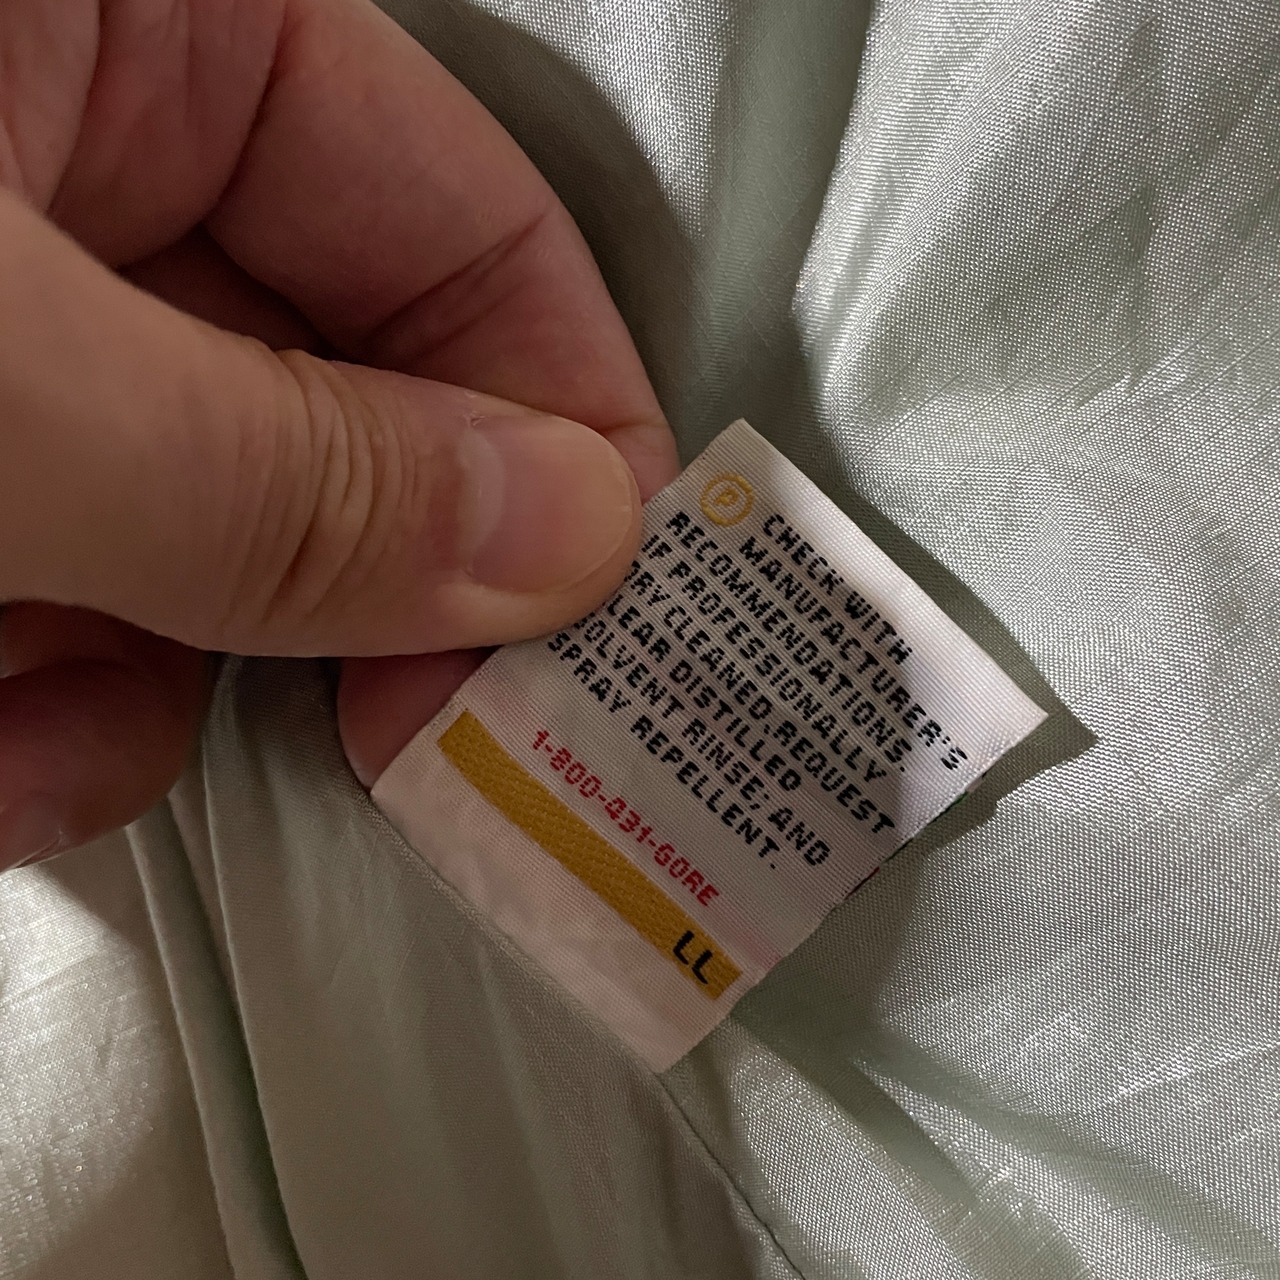 P CHECK WITH
MANUFACTURER'S
RECOMMENDATIONS.
IF PROFESSIONALLY
DRY CLEANED, REQUEST
CLEAR DISTILLED
SOLVENT RINSE; AND
SPRAY REPELLENT.
1-800-431-GORE
LL